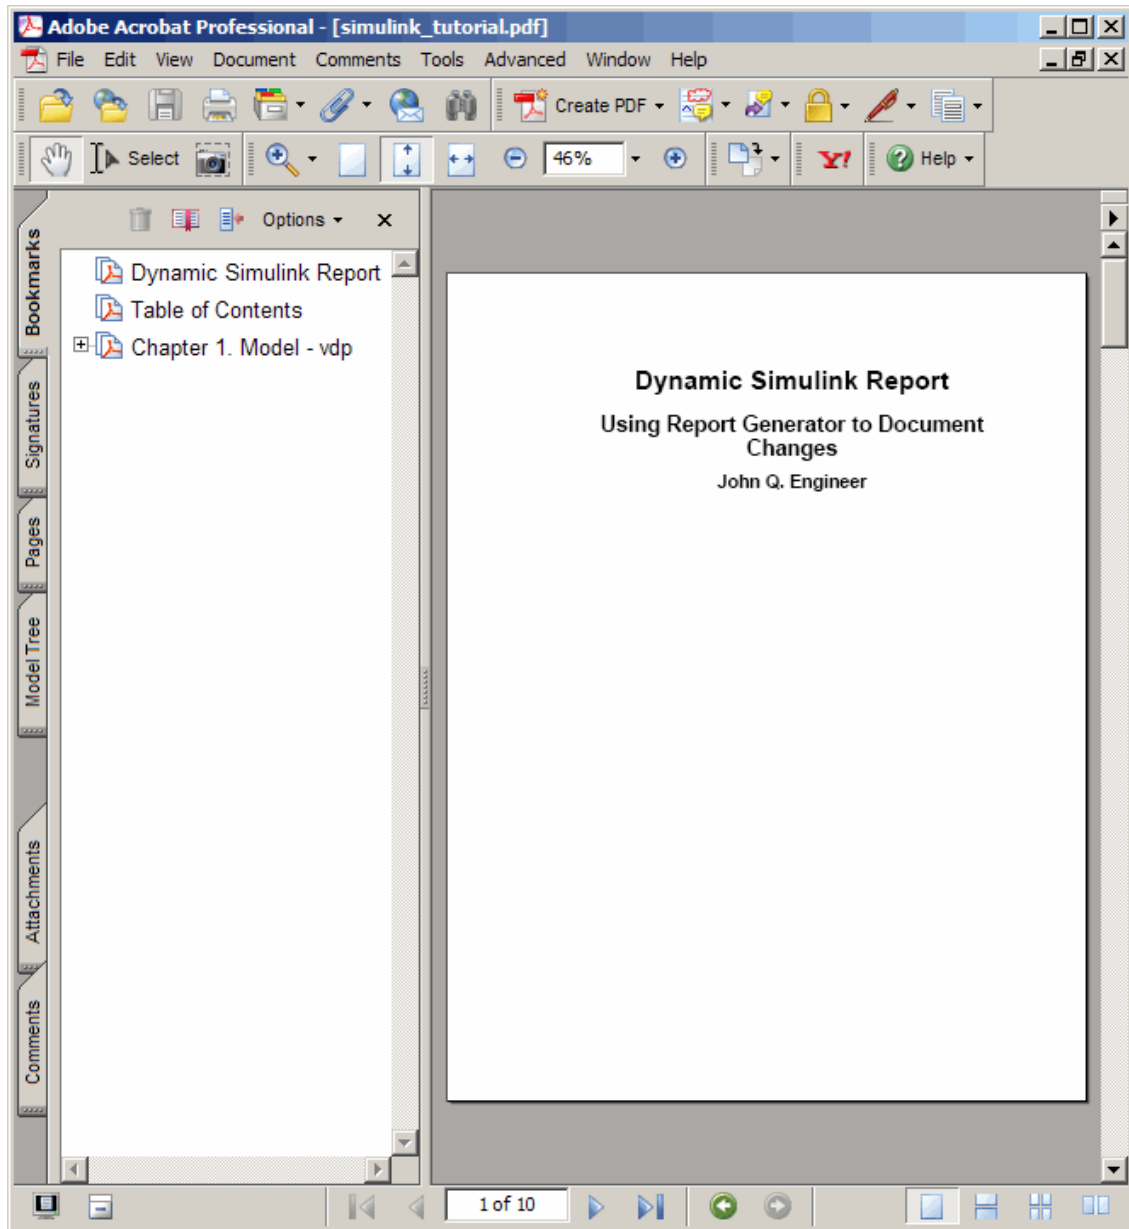 Adobe Acrobat Professional - [simulink_tutorial.pdf]
File Edit View Document Comments Tools Advanced Window Help
Create PDF
Select
46%
Y!
Help
Options
Bookmarks
Signatures
Pages
Model Tree
Attachments
Comments
Dynamic Simulink Report
Table of Contents
Chapter 1. Model - vdp
Dynamic Simulink Report
Using Report Generator to Document
Changes
John Q. Engineer
1 of 10